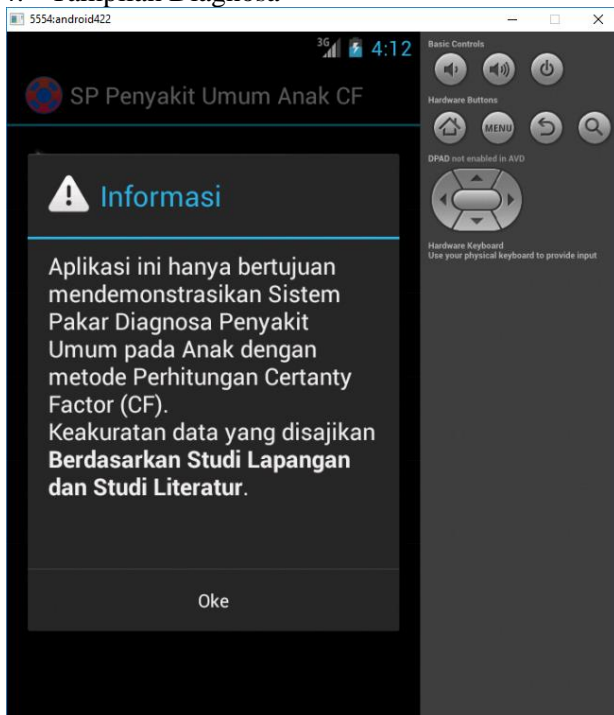 Tampilan Diagnosa
5554:android422
3G 4:12
SP Penyakit Umum Anak CF
Informasi
Aplikasi ini hanya bertujuan
mendemonstrasikan Sistem
Pakar Diagnosa Penyakit
Umum pada Anak dengan
metode Perhitungan Certanty
Factor (CF).
Keakuratan data yang disajikan
Berdasarkan Studi Lapangan
dan Studi Literatur.
Oke
Basic Controls
Hardware Buttons
MENU
DPAD not enabled in AVD
Hardware Keyboard
Use your physical keyboard to provide input